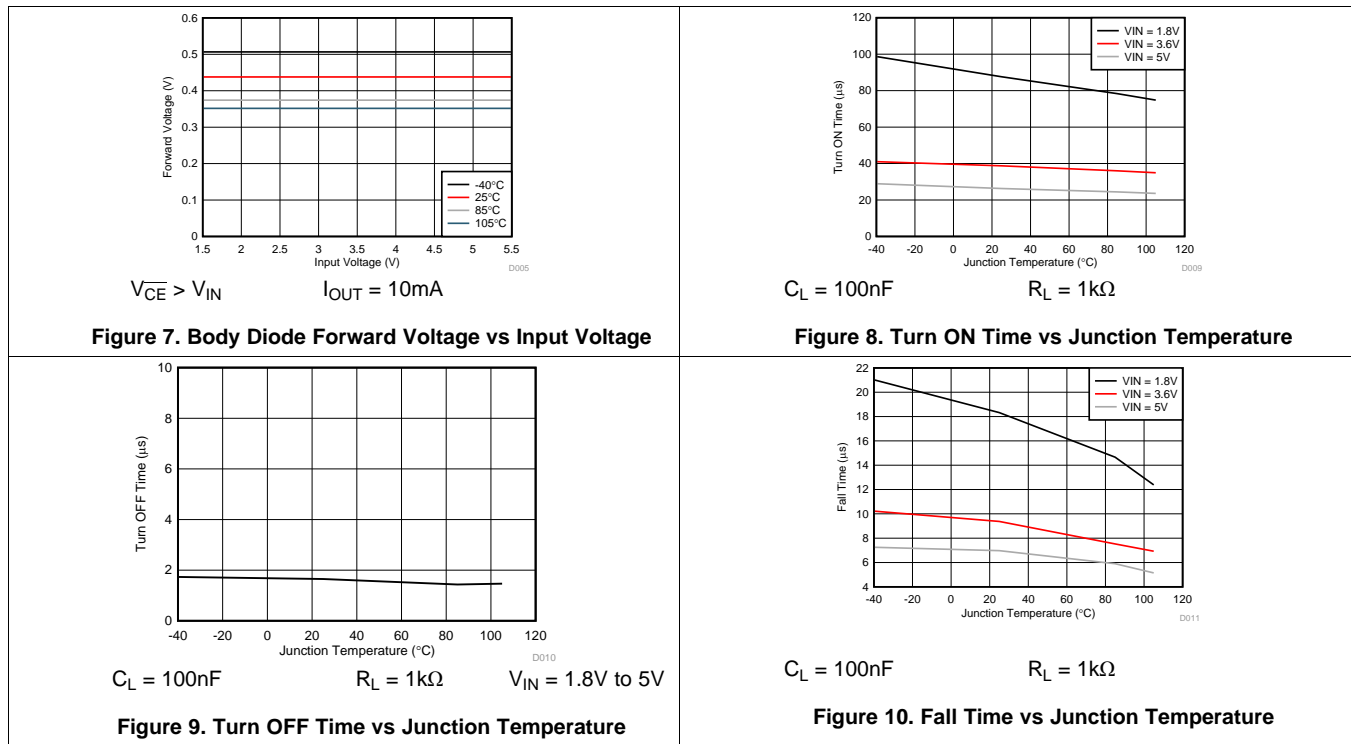 0.6
0.5
0.4
0.3
0.2
0.1
0
Forward Voltage (V)
1.5 2 2.5 3 3.5 4 4.5 5 5.5
Input Voltage (V)
-40°C
25°C
85°C
105°C
D005
V_CE̅ > V_IN I_OUT = 10mA
Figure 7. Body Diode Forward Voltage vs Input Voltage
120
100
80
60
40
20
0
Turn ON Time (μs)
-40 -20 0 20 40 60 80 100 120
Junction Temperature (°C)
VIN = 1.8V
VIN = 3.6V
VIN = 5V
D009
C_L = 100nF R_L = 1kΩ
Figure 8. Turn ON Time vs Junction Temperature
10
8
6
4
2
0
Turn OFF Time (μs)
-40 -20 0 20 40 60 80 100 120
Junction Temperature (°C)
D010
C_L = 100nF R_L = 1kΩ V_IN = 1.8V to 5V
Figure 9. Turn OFF Time vs Junction Temperature
22
20
18
16
14
12
10
8
6
4
Fall Time (μs)
-40 -20 0 20 40 60 80 100 120
Junction Temperature (°C)
VIN = 1.8V
VIN = 3.6V
VIN = 5V
D011
C_L = 100nF R_L = 1kΩ
Figure 10. Fall Time vs Junction Temperature